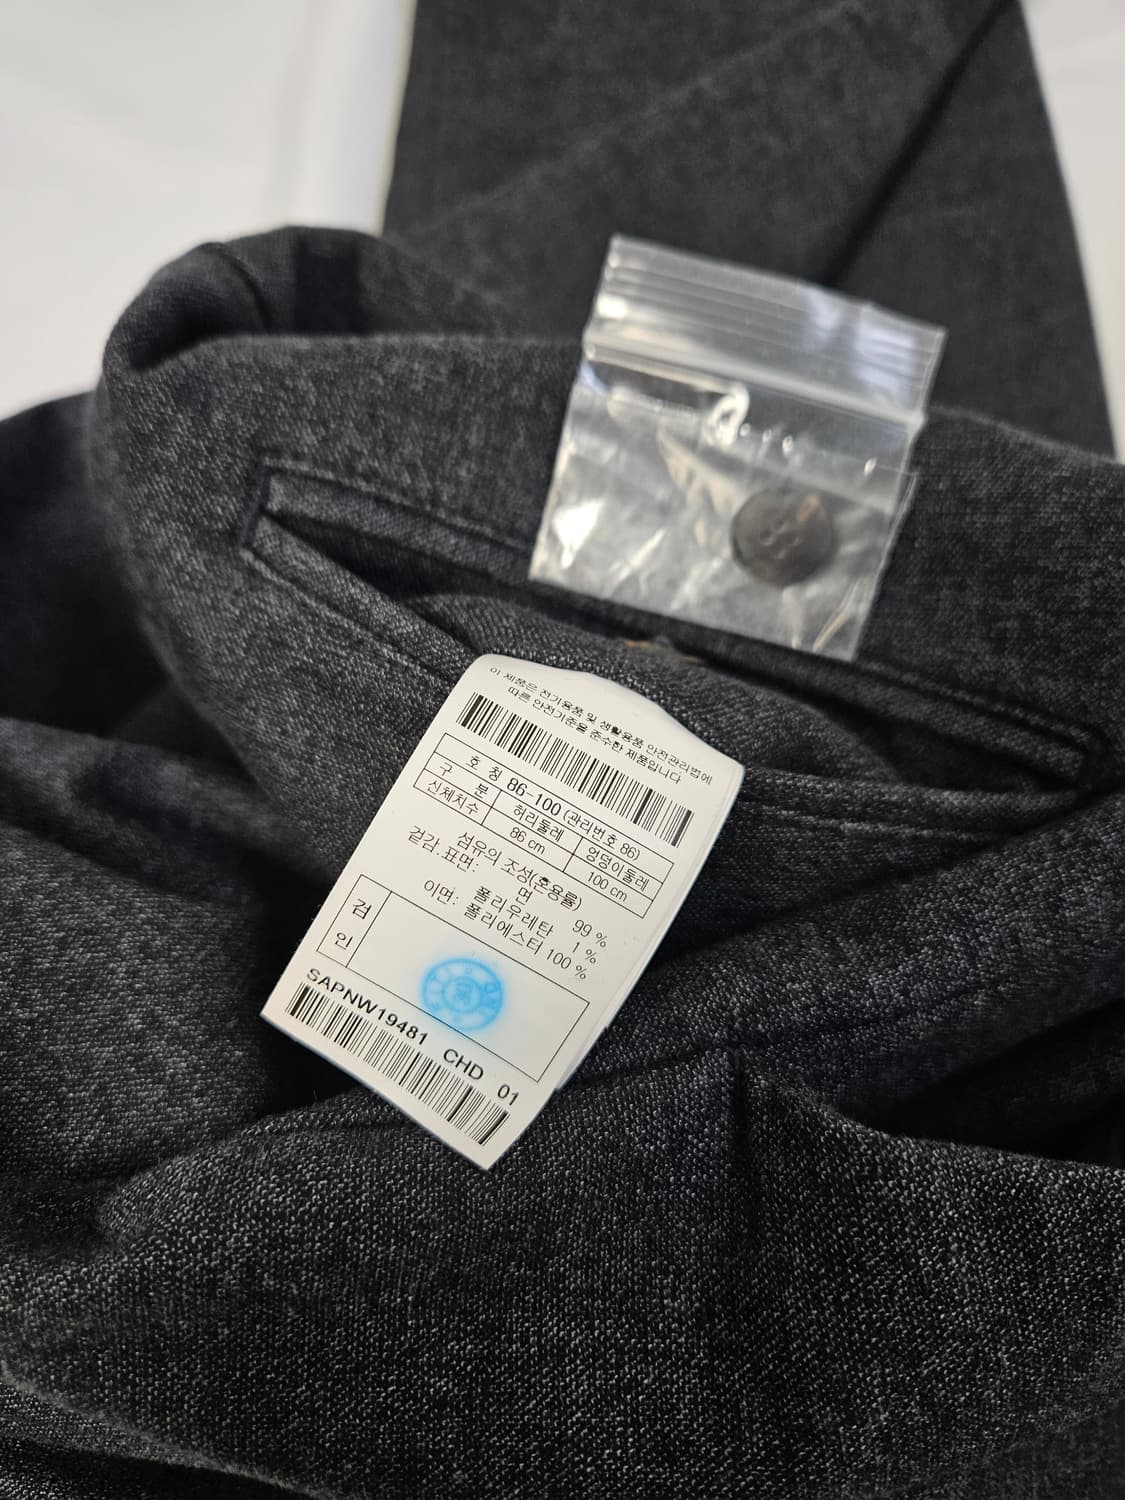 이 제품은 전기용품 및 생활용품 안전관리법에
따른 안전기준을 준수한 제품입니다
호 칭 86-100 (관리번호 86)
구 분 허리둘레 엉덩이둘레
신체치수 86 cm 100 cm
섬유의 조성(혼용률)
겉감.표면: 면 99 %
폴리우레탄 1 %
이면: 폴리에스터 100 %
검
인
SAPNW19481 CHD 01